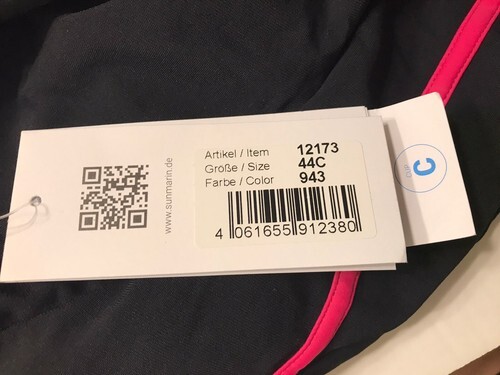 www.sunmarin.de
Artikel / Item 12173
Größe / Size 44C
Farbe / Color 943
4 061655 912380
C